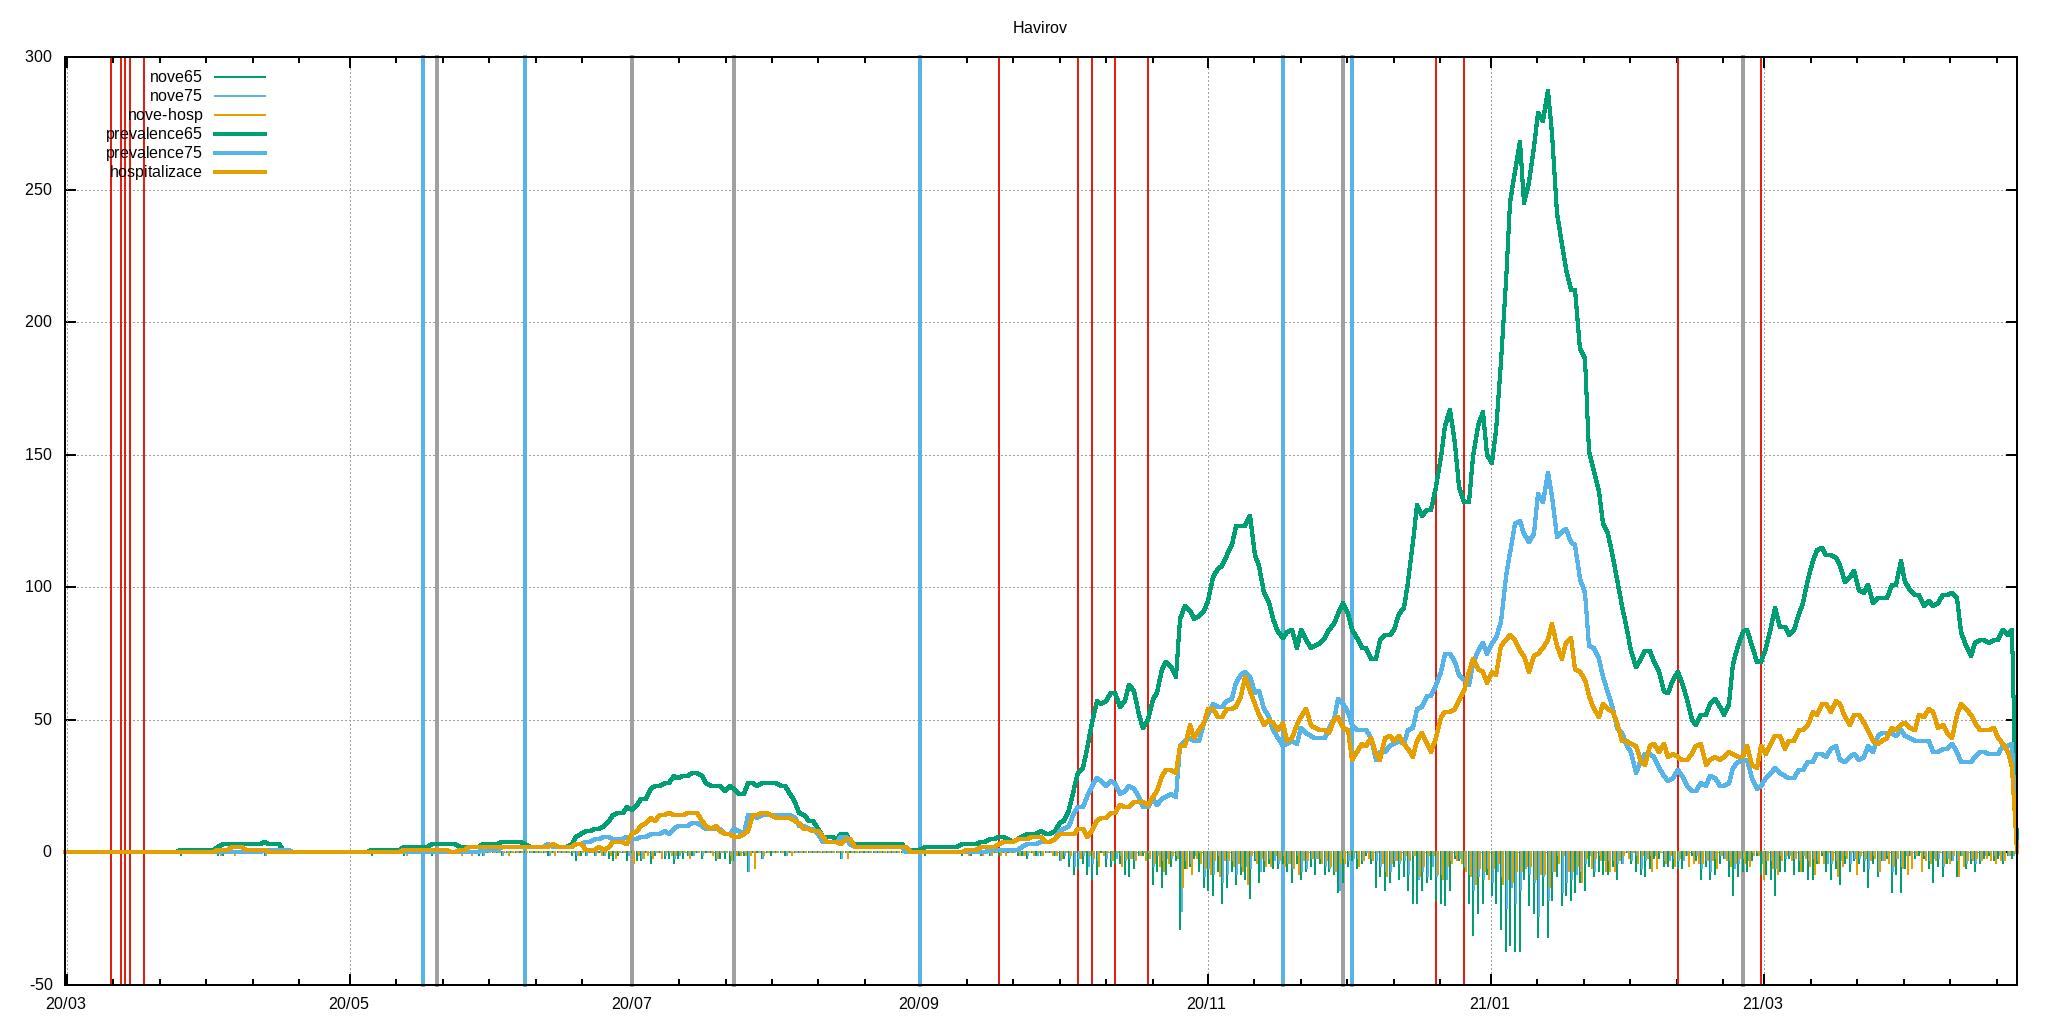 Havirov
300
250
200
150
100
50
0
-50
nove65
nove75
nove-hosp
prevalence65
prevalence75
hospitalizace
20/03 20/05 20/07 20/09 20/11 21/01 21/03